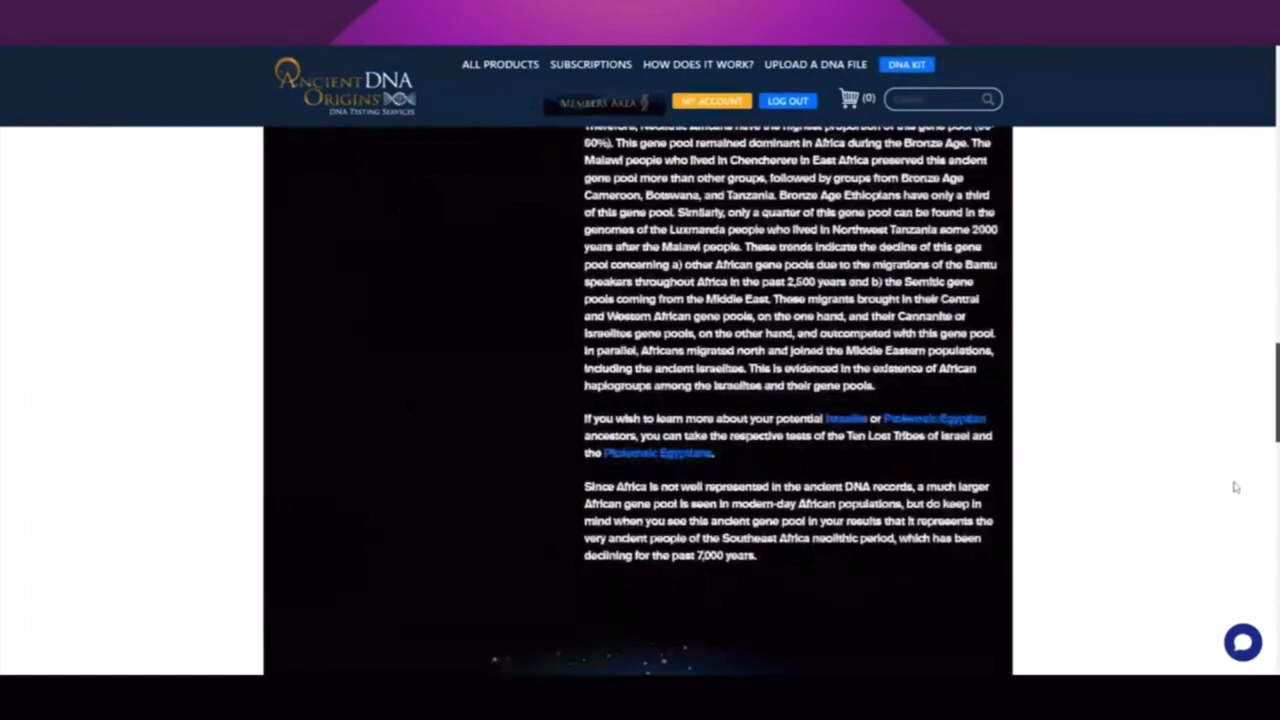 ANCIENT DNA
ORIGINS
DNA TESTING SERVICES
ALL PRODUCTS SUBSCRIPTIONS HOW DOES IT WORK? UPLOAD A DNA FILE DNA KIT
MEMBERS AREA MY ACCOUNT LOG OUT (0)
Therefore, Neolithic Africans have the highest proportion of this gene pool
60%). This gene pool remained dominant in Africa during the Bronze Age. The
Malawi people who lived in Chencherere in East Africa preserved this ancient
gene pool more than other groups, followed by groups from Bronze Age
Cameroon, Botswana, and Tanzania. Bronze Age Ethiopians have only a third
of this gene pool. Similarly, only a quarter of this gene pool can be found in the
genomes of the Luxmanda people who lived in Northwest Tanzania some 2000
years after the Malawi people. These trends indicate the decline of this gene
pool concerning a) other African gene pools due to the migrations of the Bantu
speakers throughout Africa in the past 2,500 years and b) the Semitic gene
pools coming from the Middle East. These migrants brought in their Central
and Western African gene pools, on the one hand, and their Cannanite or
Israelites gene pools, on the other hand, and outcompeted with this gene pool.
In parallel, Africans migrated north and joined the Middle Eastern populations,
including the ancient Israelites. This is evidenced in the existence of African
haplogroups among the Israelites and their gene pools.
If you wish to learn more about your potential Israelite or Ptolemaic Egyptian
ancestors, you can take the respective tests of the Ten Lost Tribes of Israel and
the Ptolemaic Egyptians.
Since Africa is not well represented in the ancient DNA records, a much larger
African gene pool is seen in modern-day African populations, but do keep in
mind when you see this ancient gene pool in your results that it represents the
very ancient people of the Southeast Africa neolithic period, which has been
declining for the past 7,000 years.